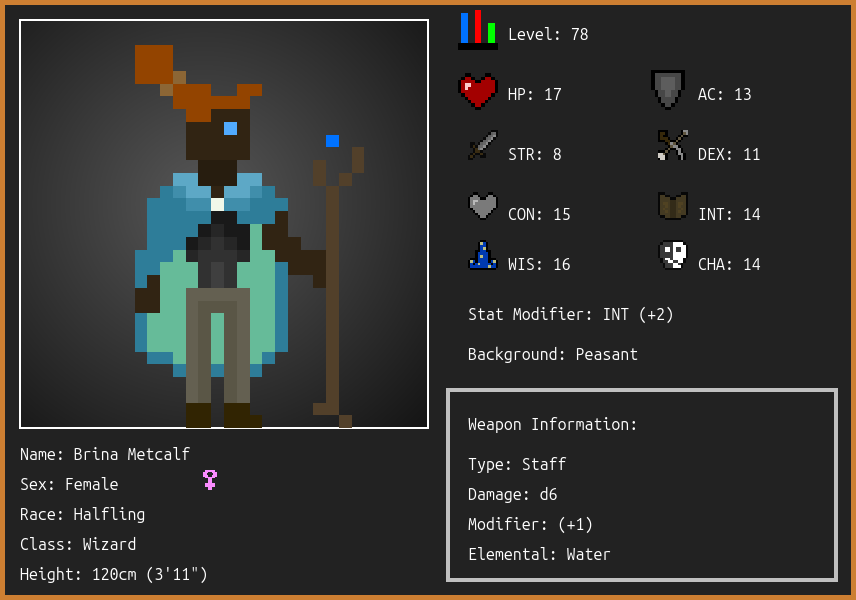 Level: 78
HP: 17
AC: 13
STR: 8
DEX: 11
CON: 15
INT: 14
WIS: 16
CHA: 14
Stat Modifier: INT (+2)
Background: Peasant
Weapon Information:
Type: Staff
Damage: d6
Modifier: (+1)
Elemental: Water
Name: Brina Metcalf
Sex: Female
Race: Halfling
Class: Wizard
Height: 120cm (3'11")